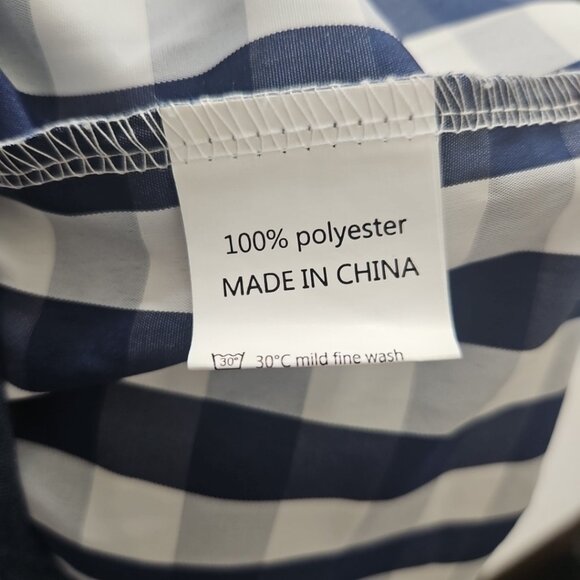 100% polyester
MADE IN CHINA
30° 30°C mild fine wash